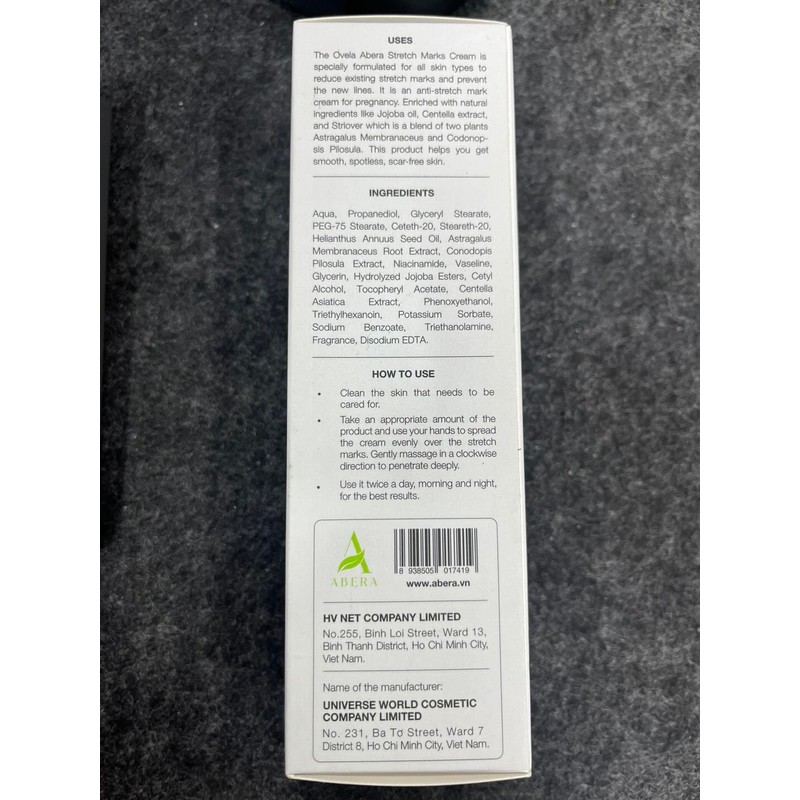 USES
The Ovela Abera Stretch Marks Cream is
specially formulated for all skin types to
reduce existing stretch marks and prevent
the new lines. It is an anti-stretch mark
cream for pregnancy. Enriched with natural
ingredients like Jojoba oil, Centella extract,
and Striover which is a blend of two plants
Astragalus Membranaceus and Codonop-
sis Pilosula. This product helps you get
smooth, spotless, scar-free skin.
INGREDIENTS
Aqua, Propanediol, Glyceryl Stearate,
PEG-75 Stearate, Ceteth-20, Steareth-20,
Helianthus Annuus Seed Oil, Astragalus
Membranaceus Root Extract, Conodopis
Pilosula Extract, Niacinamide, Vaseline,
Glycerin, Hydrolyzed Jojoba Esters, Cetyl
Alcohol, Tocopheryl Acetate, Centella
Asiatica Extract, Phenoxyethanol,
Triethylhexanoin, Potassium Sorbate,
Sodium Benzoate, Triethanolamine,
Fragrance, Disodium EDTA.
HOW TO USE
• Clean the skin that needs to be
cared for.
• Take an appropriate amount of the
product and use your hands to spread
the cream evenly over the stretch
marks. Gently massage in a clockwise
direction to penetrate deeply.
• Use it twice a day, morning and night,
for the best results.
ABERA
8 938505 017419
www.abera.vn
HV NET COMPANY LIMITED
No.255, Binh Loi Street, Ward 13,
Binh Thanh District, Ho Chi Minh City,
Viet Nam.
Name of the manufacturer:
UNIVERSE WORLD COSMETIC
COMPANY LIMITED
No. 231, Ba Tơ Street, Ward 7
District 8, Ho Chi Minh City, Viet Nam.